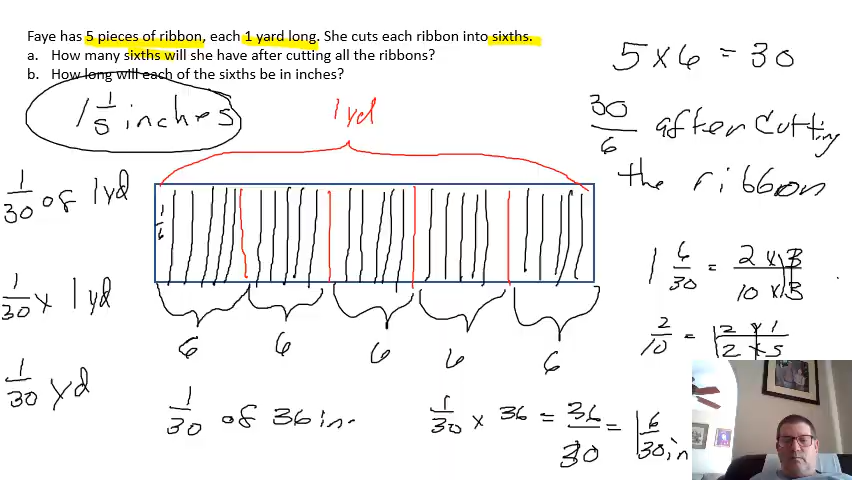 Faye has 5 pieces of ribbon, each 1 yard long. She cuts each ribbon into sixths.
a. How many sixths will she have after cutting all the ribbons?
b. How long will each of the sixths be in inches?
1 1/5 inches
1 yd
5 x 6 = 30
30/6 after cutting
the ribbon
1/30 of 1 yd
1/6
1/30 x 1 yd
1 6/30 = 2 x 3
10 x 3
2/10 = 2 x 1
2 x 5
6 6 6 6 6
1/30 yd
1/30 of 36 in.
1/30 x 36 = 36/30 = 1 6/30 in